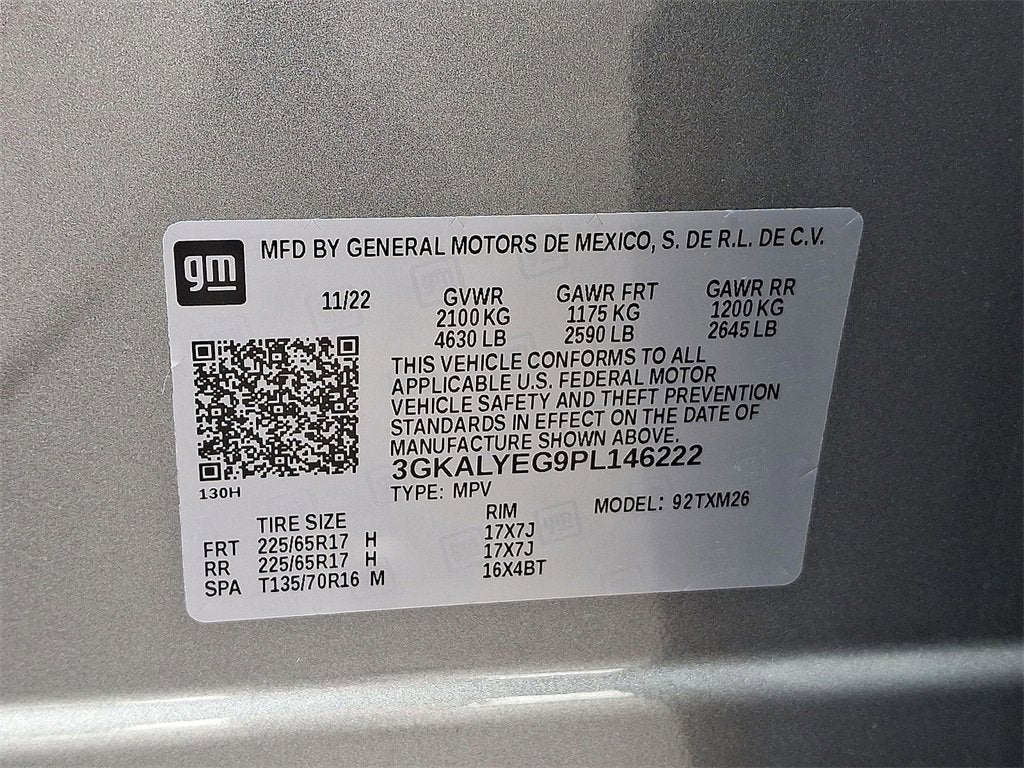 gm
MFD BY GENERAL MOTORS DE MEXICO, S. DE R.L. DE C.V.
11/22 GVWR GAWR FRT GAWR RR
2100 KG 1175 KG 1200 KG
4630 LB 2590 LB 2645 LB
THIS VEHICLE CONFORMS TO ALL
APPLICABLE U.S. FEDERAL MOTOR
VEHICLE SAFETY AND THEFT PREVENTION
STANDARDS IN EFFECT ON THE DATE OF
MANUFACTURE SHOWN ABOVE.
3GKALYEG9PL146222
130H
TYPE: MPV MODEL: 92TXM26
TIRE SIZE RIM
FRT 225/65R17 H 17X7J
RR 225/65R17 H 17X7J
SPA T135/70R16 M 16X4BT